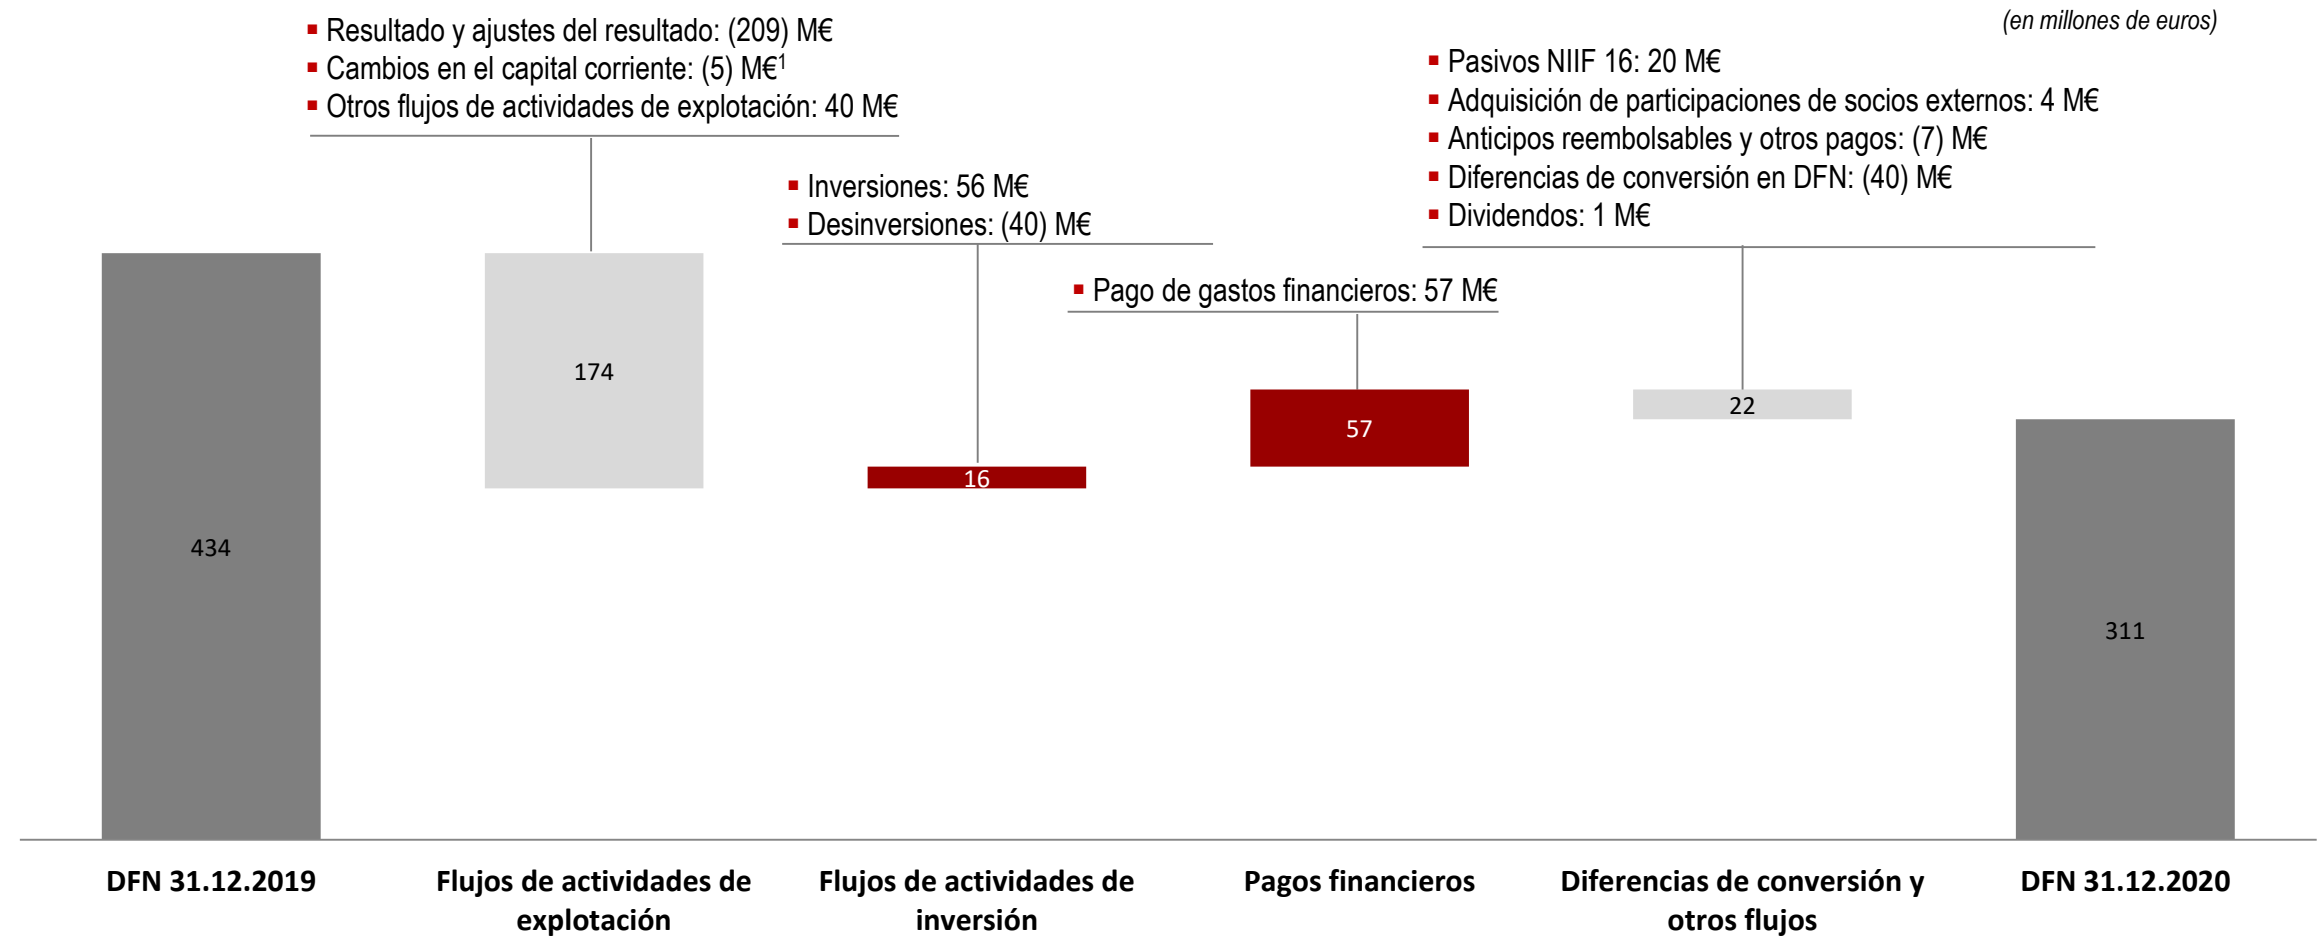 (en millones de euros)
Resultado y ajustes del resultado: (209) M€
Cambios en el capital corriente: (5) M€¹
Otros flujos de actividades de explotación: 40 M€
Inversiones: 56 M€
Desinversiones: (40) M€
Pago de gastos financieros: 57 M€
Pasivos NIIF 16: 20 M€
Adquisición de participaciones de socios externos: 4 M€
Anticipos reembolsables y otros pagos: (7) M€
Diferencias de conversión en DFN: (40) M€
Dividendos: 1 M€
434
174
16
57
22
311
DFN 31.12.2019
Flujos de actividades de
explotación
Flujos de actividades de
inversión
Pagos financieros
Diferencias de conversión y
otros flujos
DFN 31.12.2020